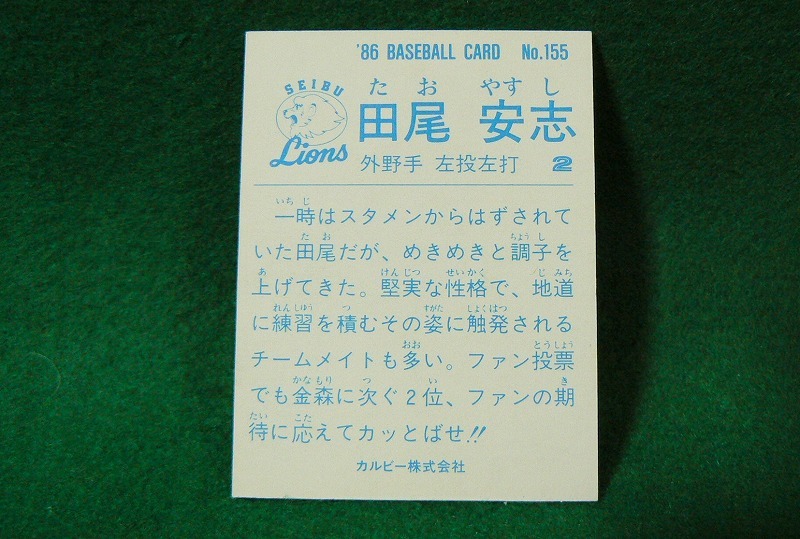 '86 BASEBALL CARD No.155
SEIBU
Lions
たお やすし
田尾 安志
外野手 左投左打 2
いちじ
一時はスタメンからはずされて
たお ちょうし
いた田尾だが、めきめきと調子を
あ けんじつ せいかく じみち
上げてきた。堅実な性格で、地道
れんしゅう つ すがた しょくはつ
に練習を積むその姿に触発される
おお とうひょう
チームメイトも多い。ファン投票
かなもり つ い き
でも金森に次ぐ2位、ファンの期
たい こた
待に応えてカッとばせ!!
カルビー株式会社